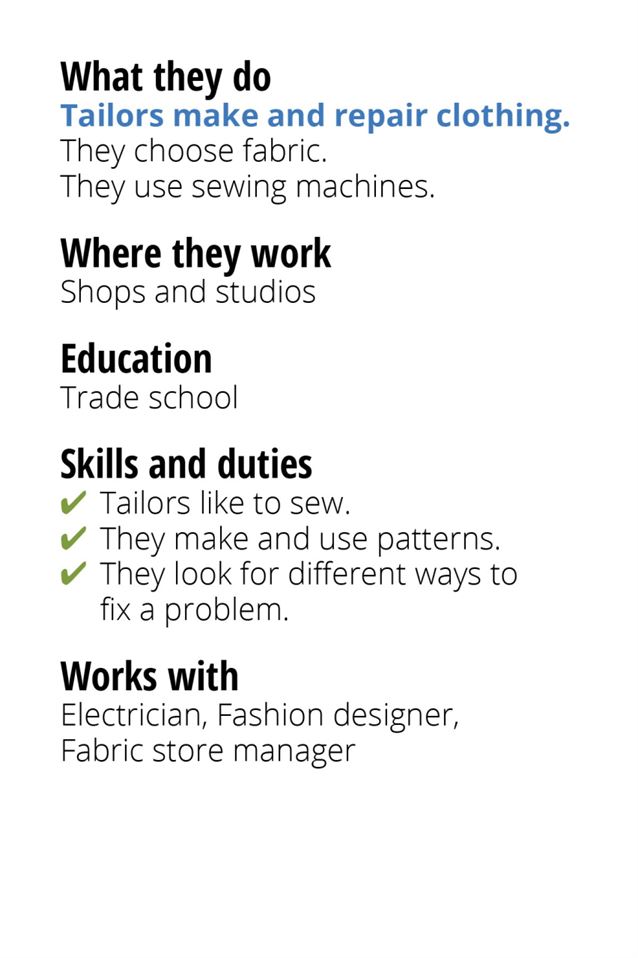 What they do
Tailors make and repair clothing.
They choose fabric.
They use sewing machines.
Where they work
Shops and studios
Education
Trade school
Skills and duties
✔ Tailors like to sew.
✔ They make and use patterns.
✔ They look for different ways to
fix a problem.
Works with
Electrician, Fashion designer,
Fabric store manager